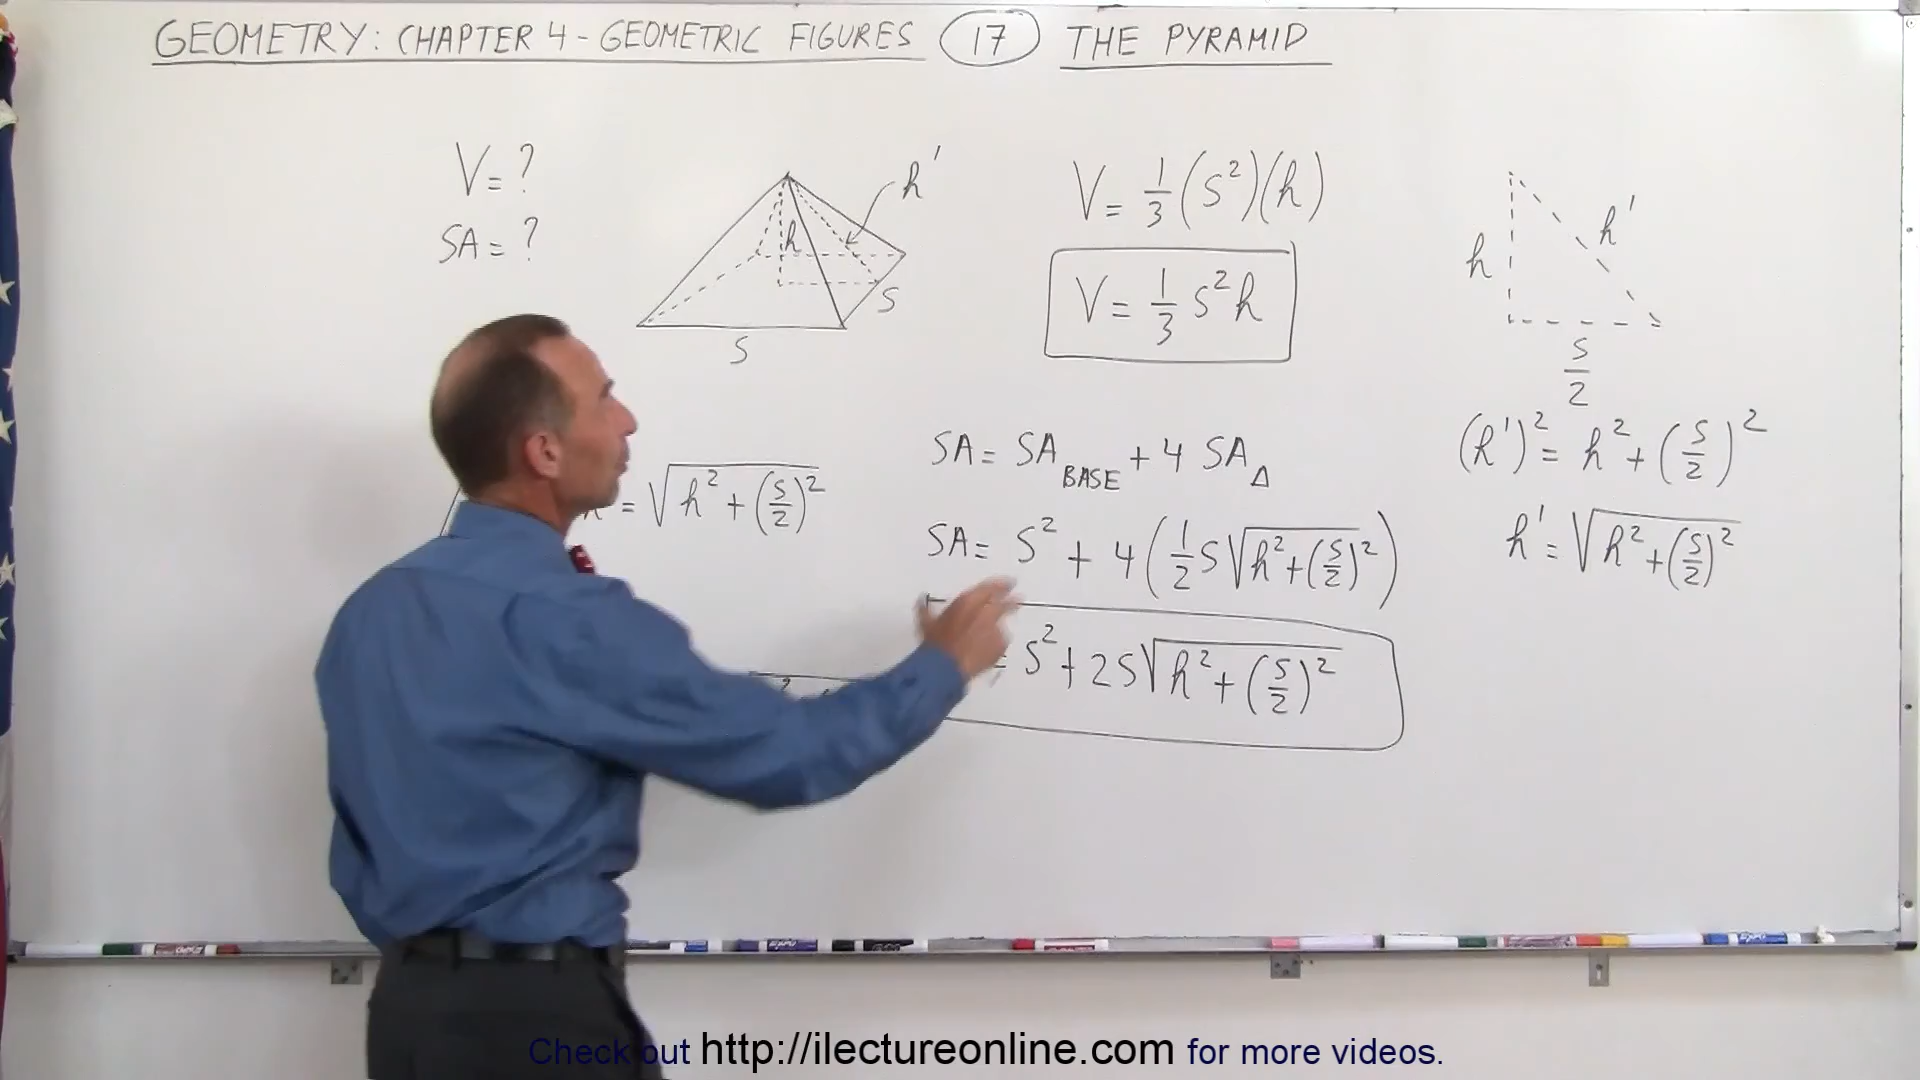 GEOMETRY: CHAPTER 4 - GEOMETRIC FIGURES 17 THE PYRAMID
V = ?
SA = ?
h'
h
s
s
V = 1/3 (s²)(h)
V = 1/3 s²h
h
h'
s/2
= √(h² + (s/2)²)
SA = SA BASE + 4 SA △
SA = s² + 4(1/2 s√(h² + (s/2)²))
= s² + 2s√(h² + (s/2)²)
(h')² = h² + (s/2)²
h' = √(h² + (s/2)²)
Check out http://ilectureonline.com for more videos.